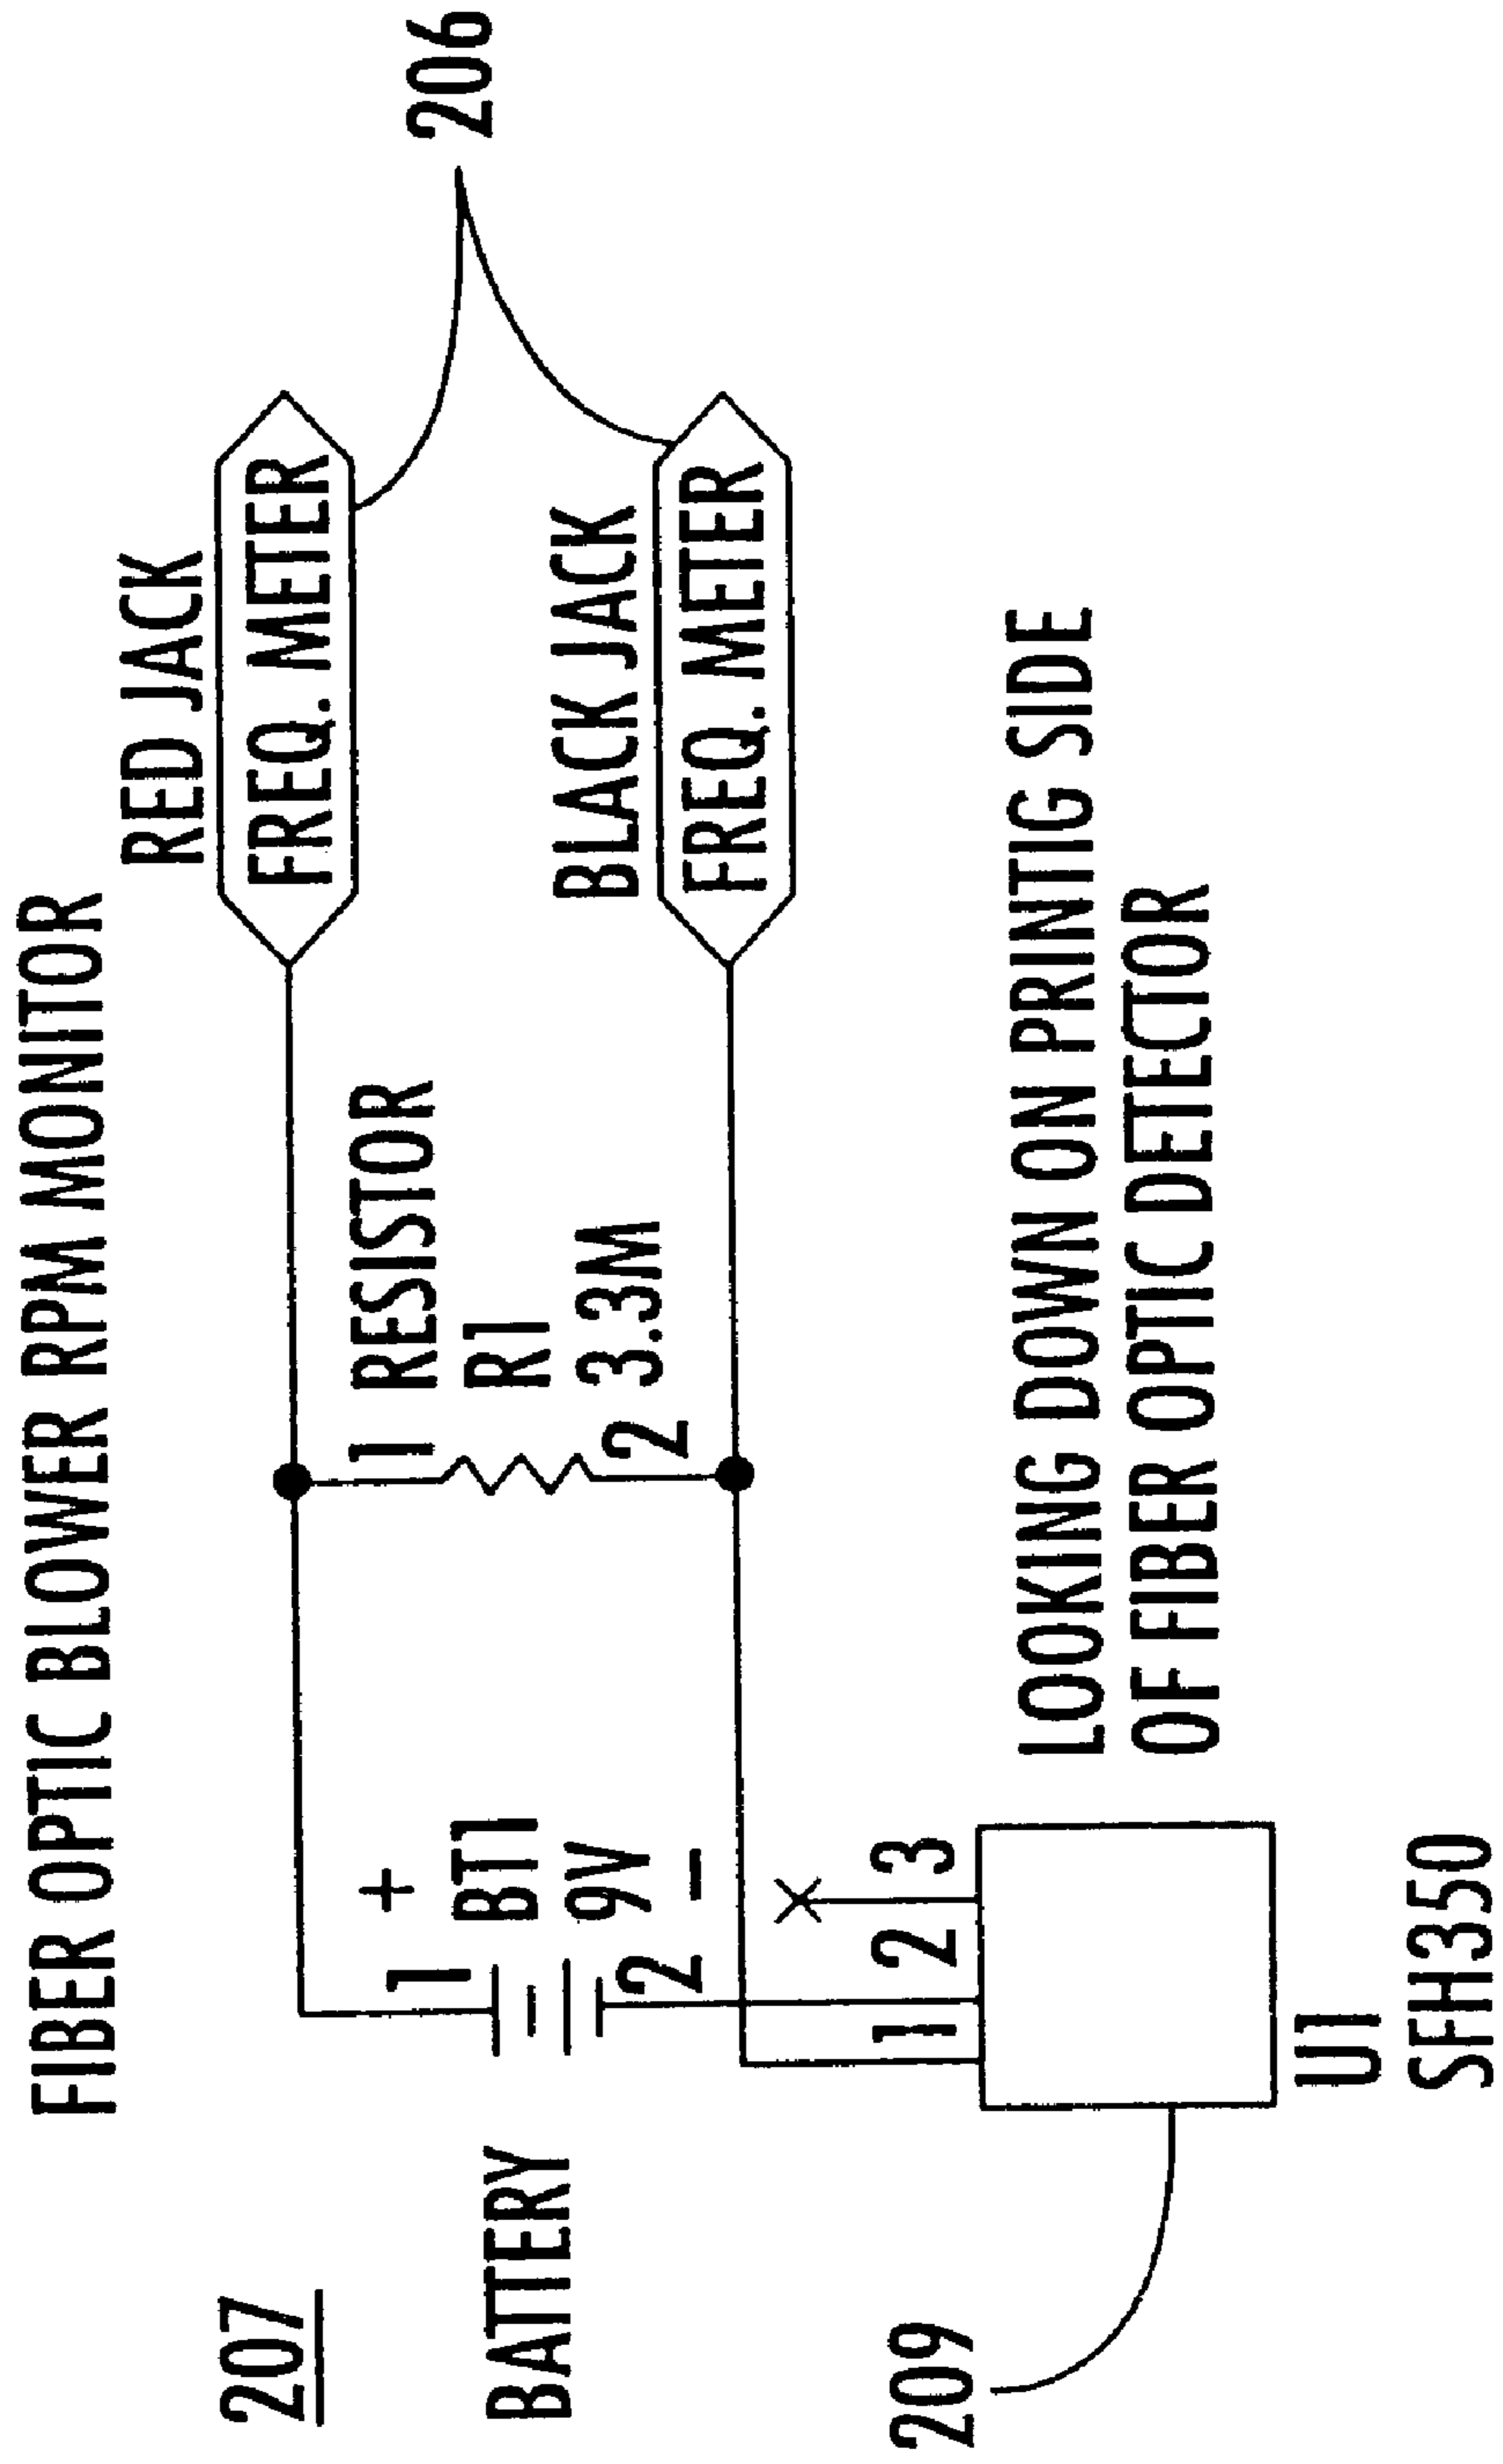 FIBER OPTIC BLOWER RPM MONITOR
207
RED JACK
FREQ. METER
206
1 RESISTOR
R1
3.3M
2
BLACK JACK
FREQ. METER
BATTERY
1 +
BT1
9V
2 -
209
1 2 3
LOOKING DOWN ON PRINTIG SIDE
OF FIBER OPTIC DETECTOR
U1
SFH350